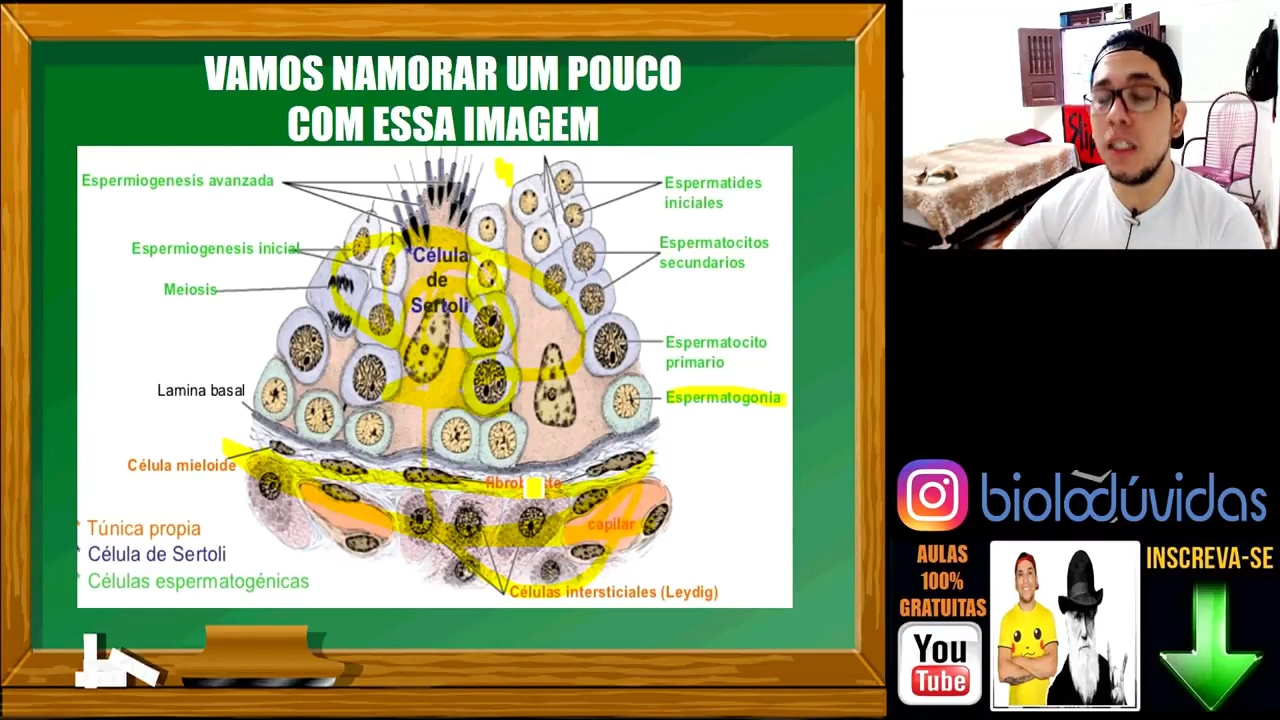 VAMOS NAMORAR UM POUCO
COM ESSA IMAGEM
Espermiogenesis avanzada
Espermiogenesis inicial
Meiosis
Lamina basal
Célula mieloide
*Célula
de
Sertoli
Espermatides
iniciales
Espermatocitos
secundarios
Espermatocito
primario
Espermatogonia
capilar
Células intersticiales (Leydig)
* Túnica propia
* Célula de Sertoli
* Células espermatogénicas
biolodúvidas
AULAS
100%
GRATUITAS
You
Tube
INSCREVA-SE